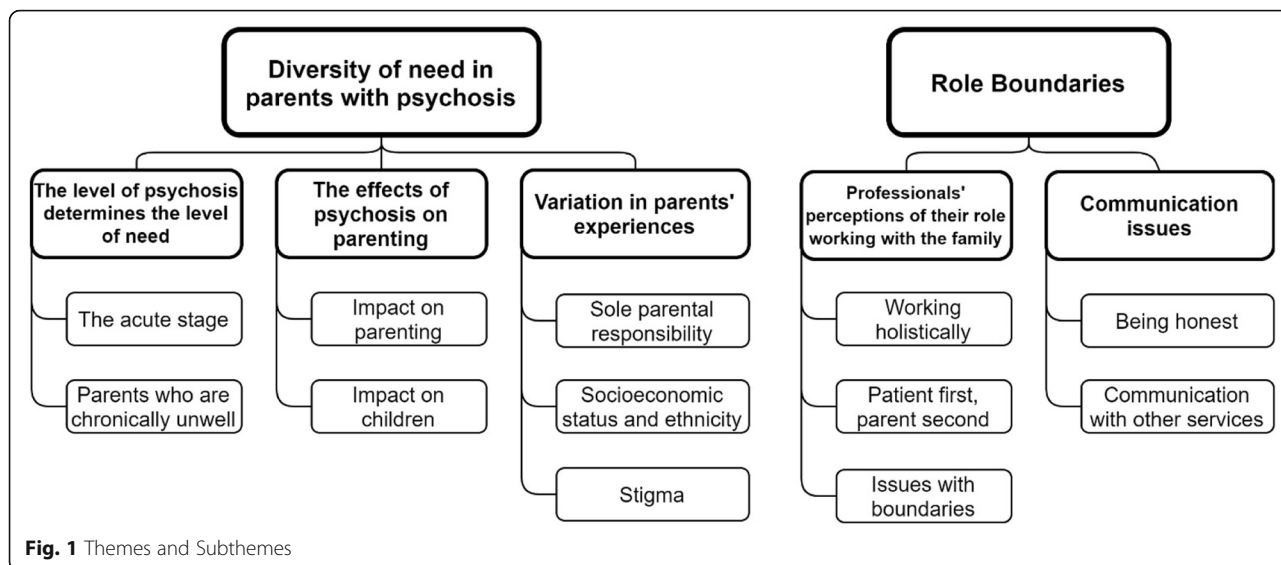 Diversity of need in
parents with psychosis
The level of psychosis
determines the level
of need
The acute stage
Parents who are
chronically unwell
The effects of
psychosis on
parenting
Impact on
parenting
Impact on
children
Variation in parents'
experiences
Sole parental
responsibility
Socioeconomic
status and ethnicity
Stigma
Role Boundaries
Professionals'
perceptions of their role
working with the family
Working
holistically
Patient first,
parent second
Issues with
boundaries
Communication
issues
Being honest
Communication
with other services
Fig. 1 Themes and Subthemes